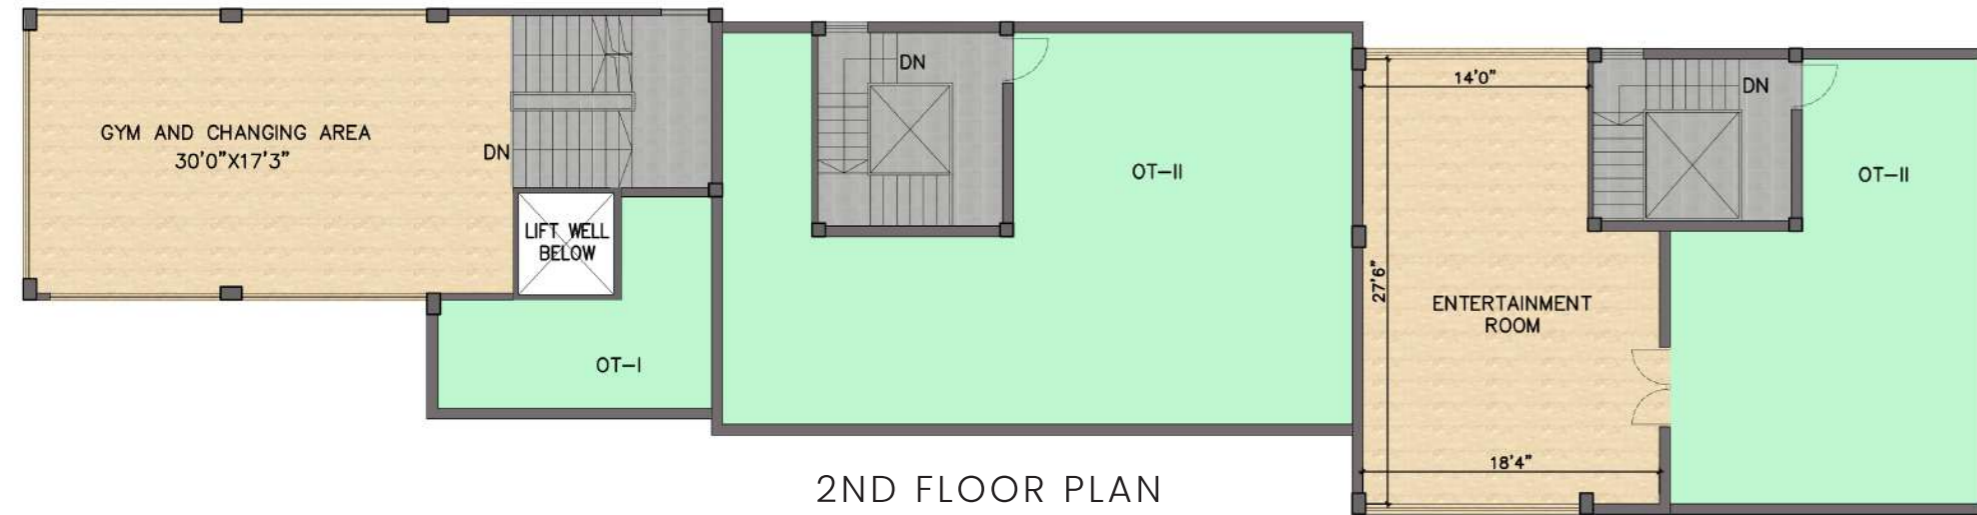 GYM AND CHANGING AREA
30'0"X17'3"
DN
LIFT WELL
BELOW
OT-I
DN
OT-II
14'0"
27'6"
ENTERTAINMENT
ROOM
18'4"
DN
OT-II
2ND FLOOR PLAN